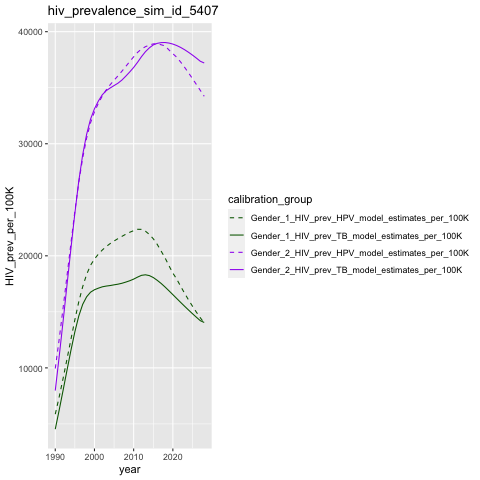 hiv_prevalence_sim_id_5407
HIV_prev_per_100K
40000
30000
20000
10000
1990 2000 2010 2020
year
calibration_group
Gender_1_HIV_prev_HPV_model_estimates_per_100K
Gender_1_HIV_prev_TB_model_estimates_per_100K
Gender_2_HIV_prev_HPV_model_estimates_per_100K
Gender_2_HIV_prev_TB_model_estimates_per_100K